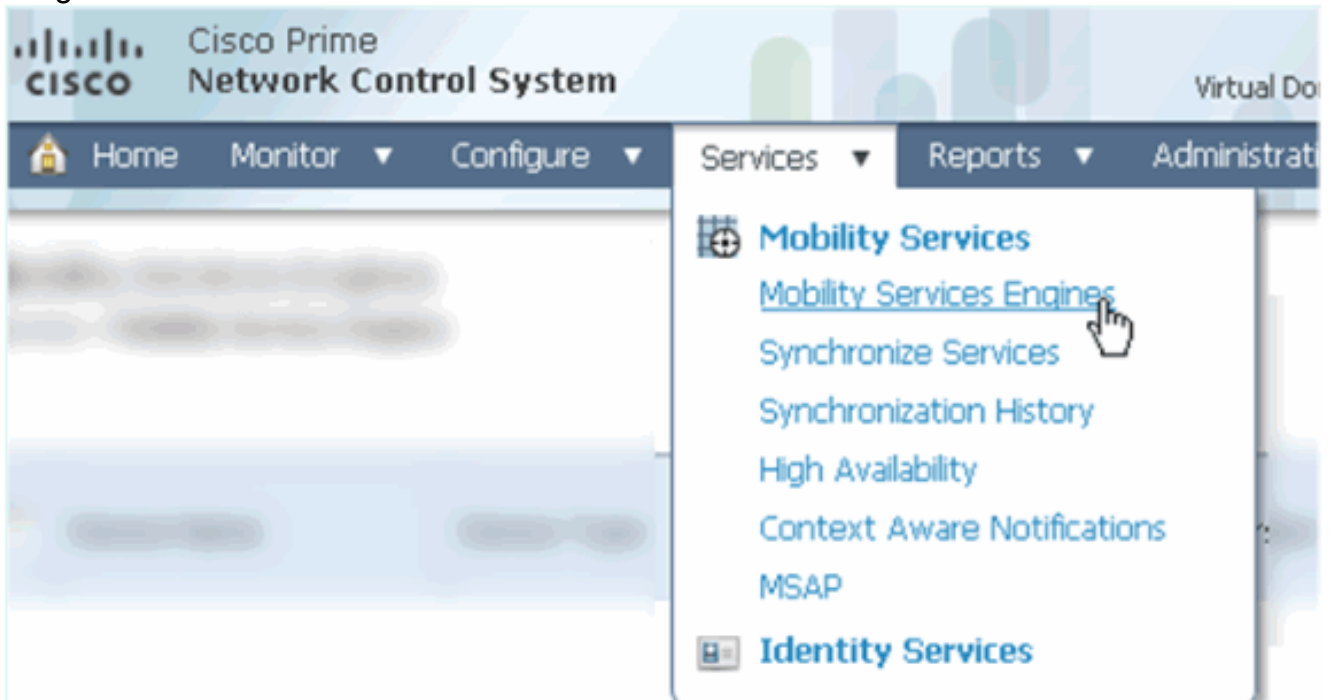 CISCO
Cisco Prime
Network Control System
Virtual Do
Home Monitor ▼ Configure ▼ Services ▼ Reports ▼ Administrati
Mobility Services
Mobility Services Engines
Synchronize Services
Synchronization History
High Availability
Context Aware Notifications
MSAP
Identity Services